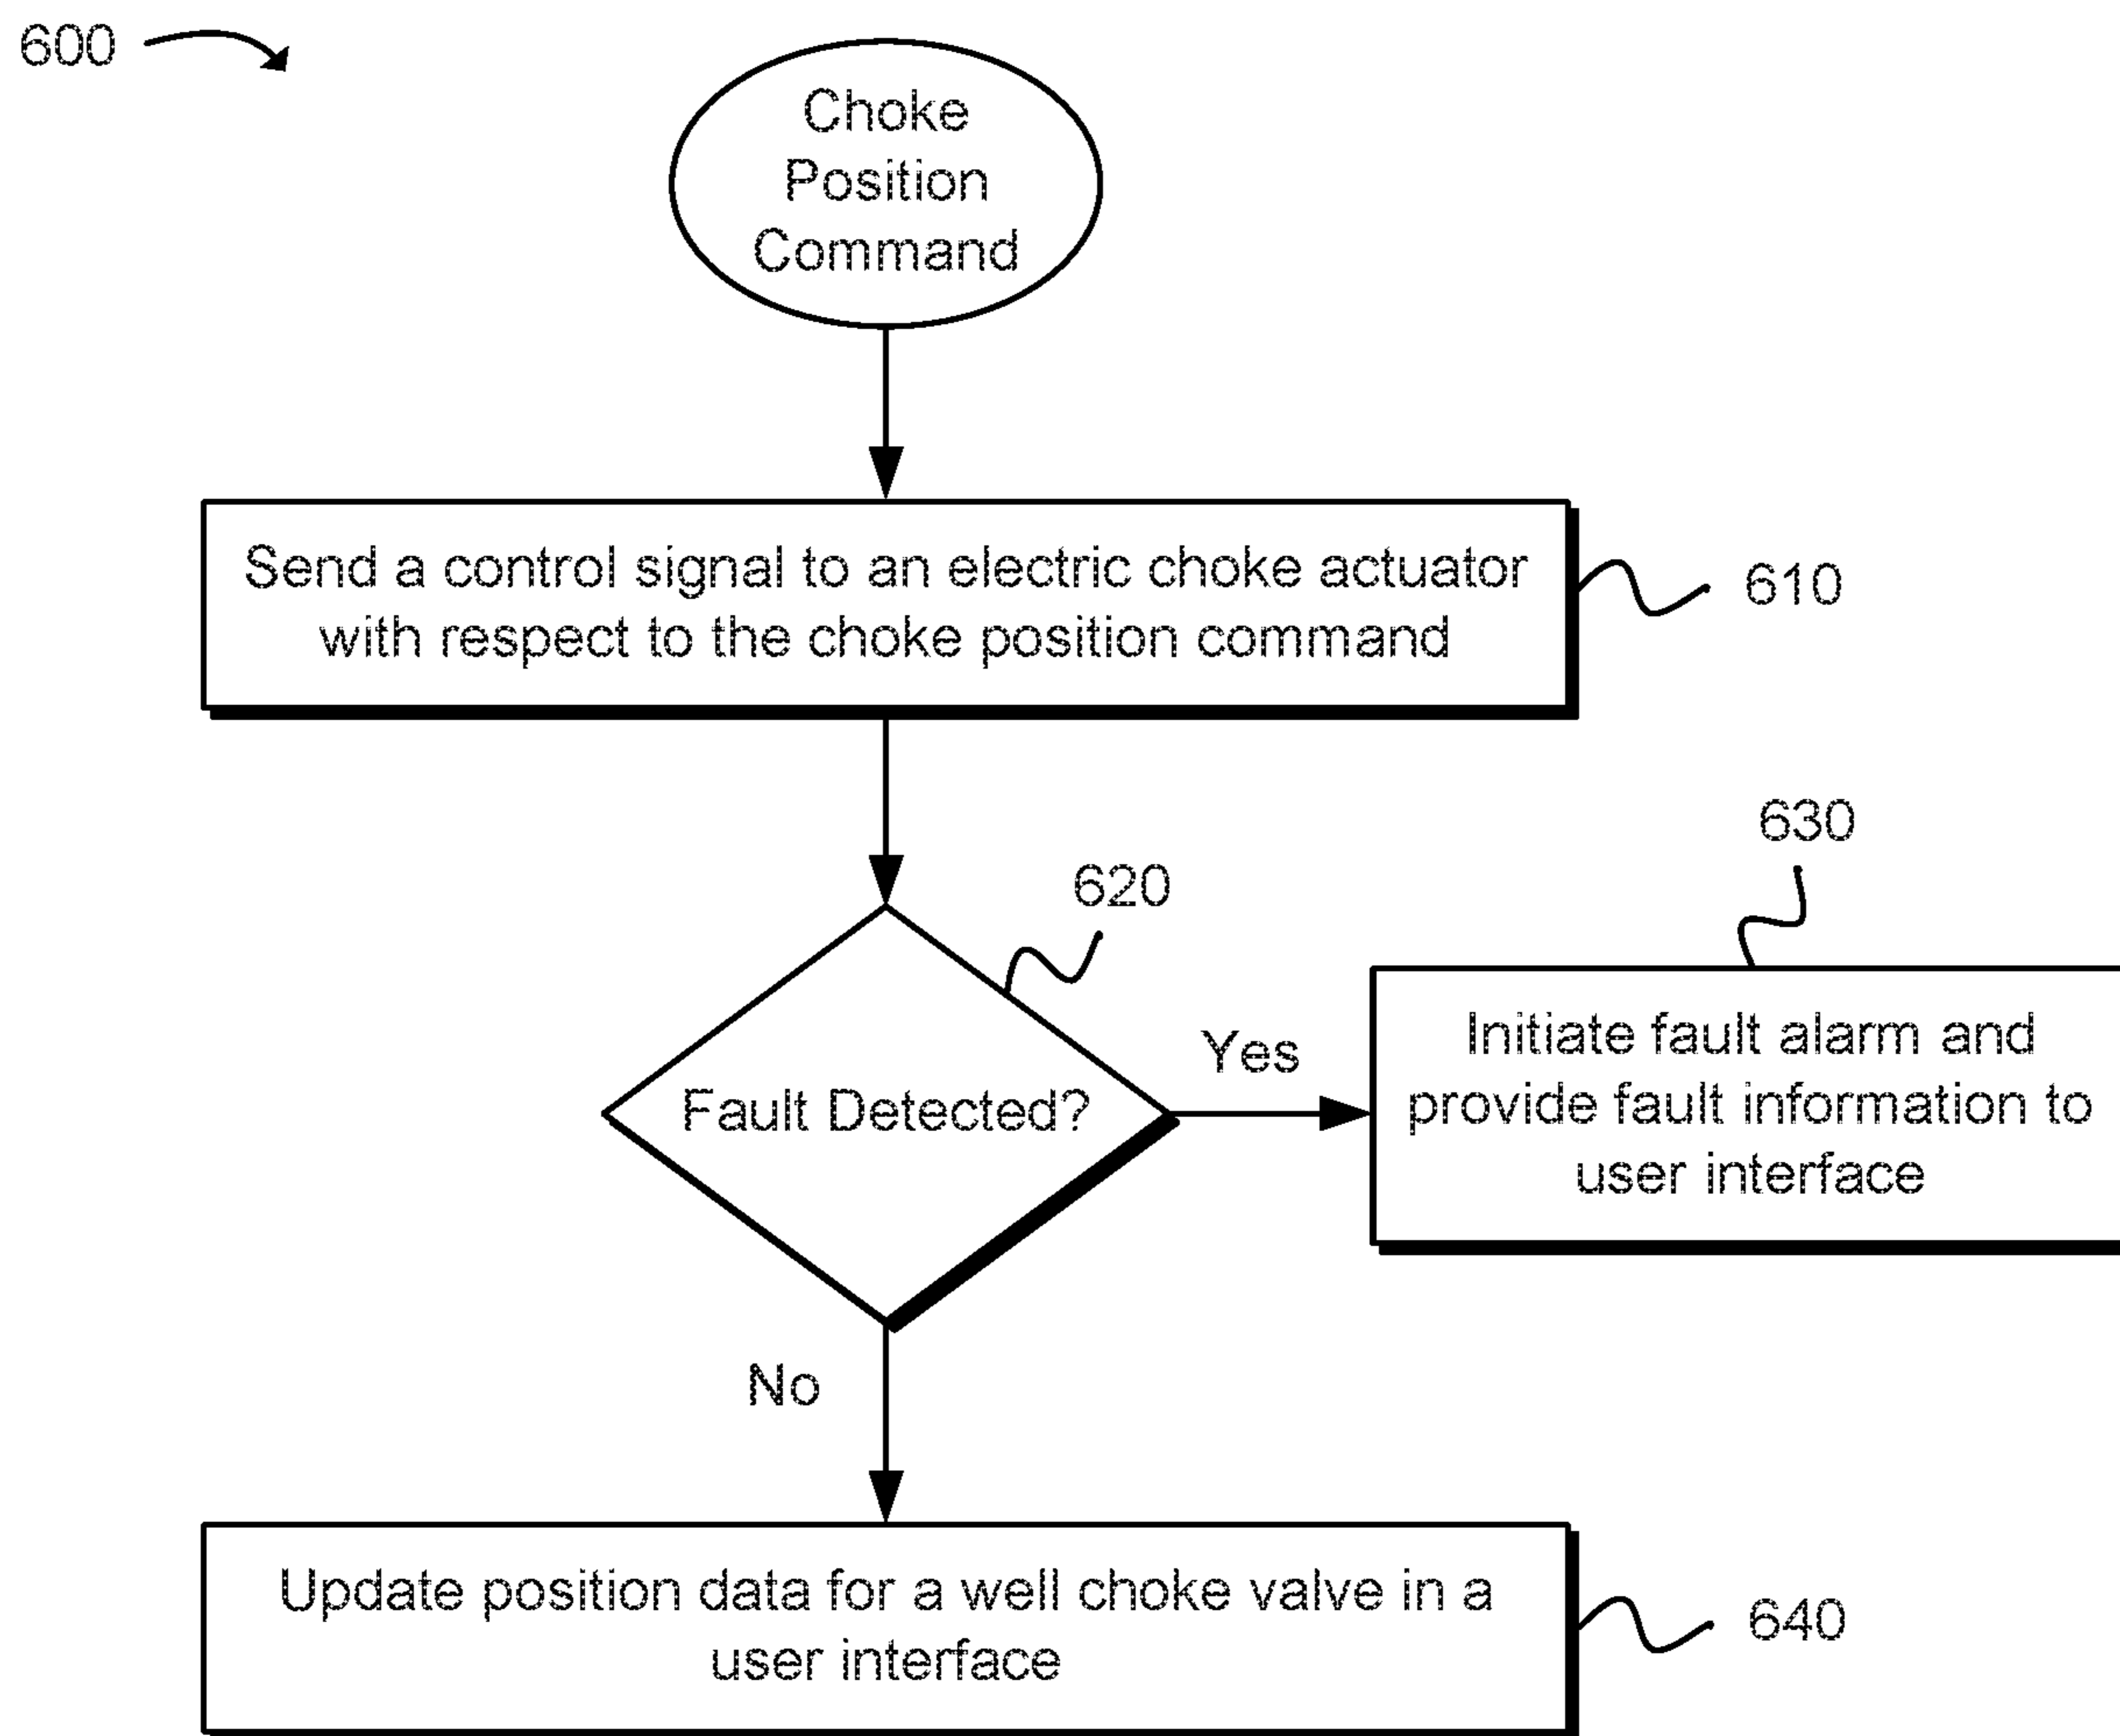 600
Choke
Position
Command
Send a control signal to an electric choke actuator
with respect to the choke position command
610
620
630
Fault Detected?
Yes
Initiate fault alarm and
provide fault information to
user interface
No
Update position data for a well choke valve in a
user interface
640